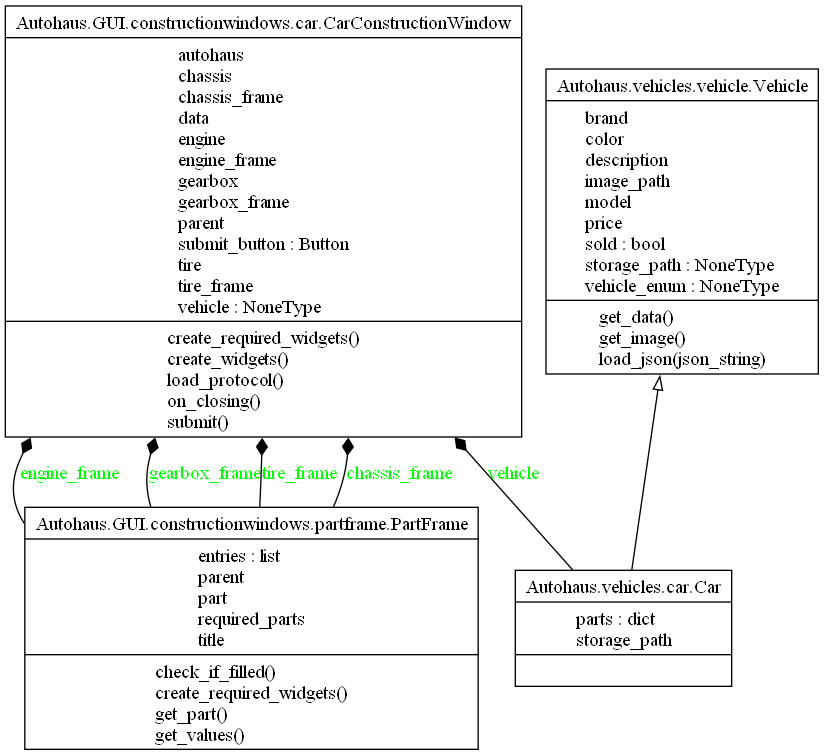 Autohaus.GUI.constructionwindows.car.CarConstructionWindow
autohaus
chassis
chassis_frame
data
engine
engine_frame
gearbox
gearbox_frame
parent
submit_button : Button
tire
tire_frame
vehicle : NoneType
create_required_widgets()
create_widgets()
load_protocol()
on_closing()
submit()
Autohaus.vehicles.vehicle.Vehicle
brand
color
description
image_path
model
price
sold : bool
storage_path : NoneType
vehicle_enum : NoneType
get_data()
get_image()
load_json(json_string)
engine_frame
gearbox_frame
tire_frame
chassis_frame
vehicle
Autohaus.GUI.constructionwindows.partframe.PartFrame
entries : list
parent
part
required_parts
title
check_if_filled()
create_required_widgets()
get_part()
get_values()
Autohaus.vehicles.car.Car
parts : dict
storage_path